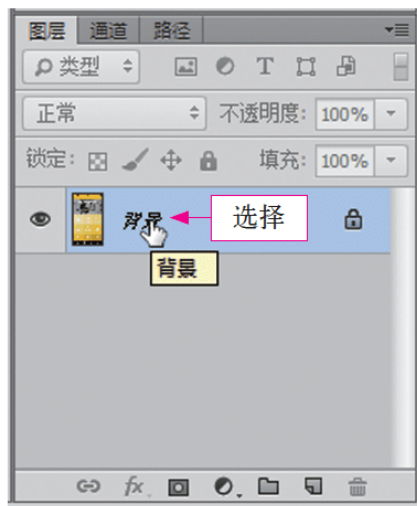 图层 通道 路径
类型 T
正常 不透明度: 100%
锁定: 填充: 100%
背景 选择
背景
fx